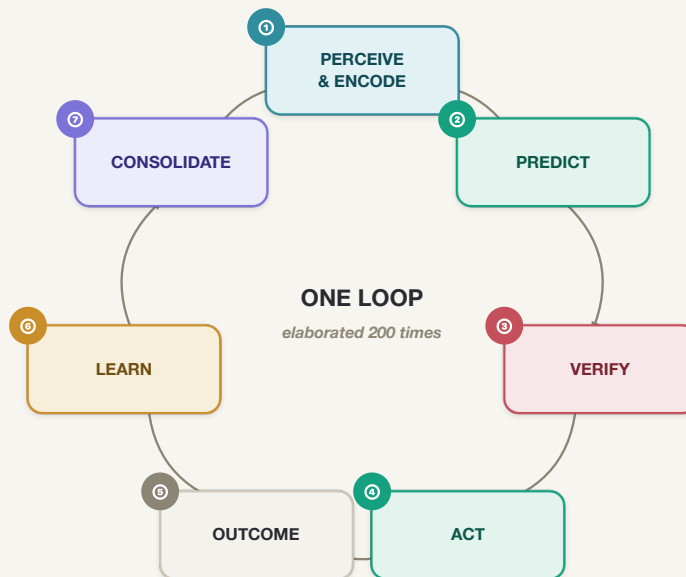 ①
PERCEIVE
& ENCODE
②
PREDICT
③
VERIFY
④
ACT
⑤
OUTCOME
⑥
LEARN
⑦
CONSOLIDATE
ONE LOOP
elaborated 200 times